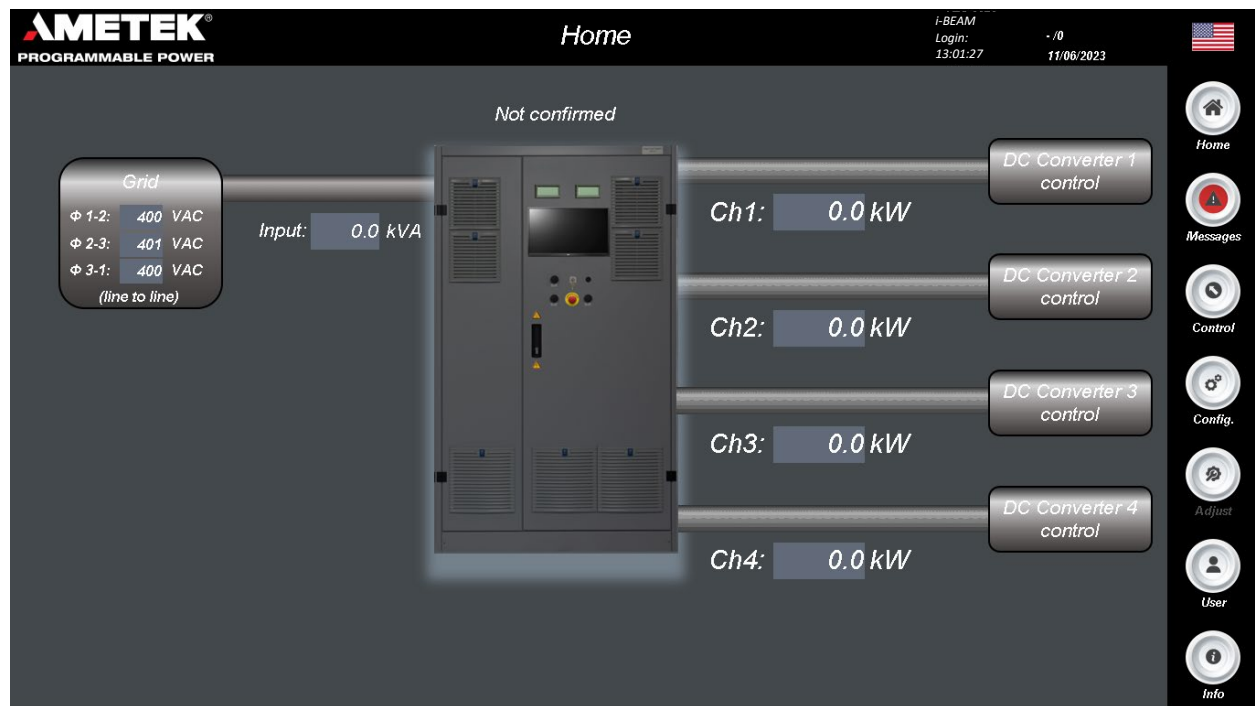 AMETEK®
PROGRAMMABLE POWER
Home
i-BEAM
Login: - /0
13:01:27 11/06/2023
Not confirmed
Grid
Φ 1-2: 400 VAC
Φ 2-3: 401 VAC
Φ 3-1: 400 VAC
(line to line)
Input: 0.0 kVA
DC Converter 1
control
Ch1: 0.0 kW
DC Converter 2
control
Ch2: 0.0 kW
DC Converter 3
control
Ch3: 0.0 kW
DC Converter 4
control
Ch4: 0.0 kW
Home
Messages
Control
Config.
Adjust
User
Info